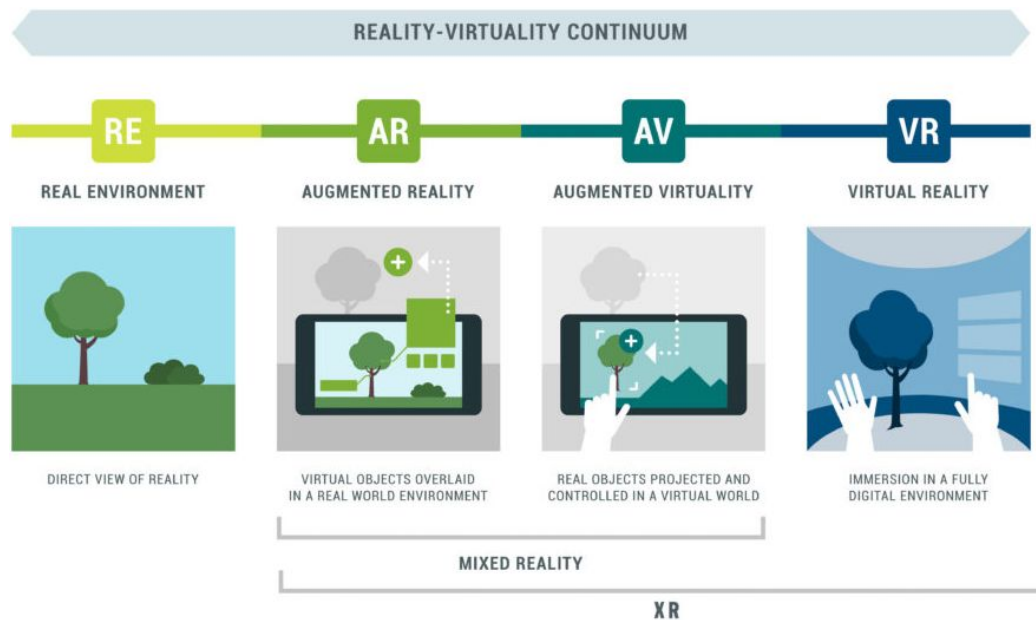 REALITY-VIRTUALITY CONTINUUM
RE
AR
AV
VR
REAL ENVIRONMENT
AUGMENTED REALITY
AUGMENTED VIRTUALITY
VIRTUAL REALITY
DIRECT VIEW OF REALITY
VIRTUAL OBJECTS OVERLAID
IN A REAL WORLD ENVIRONMENT
REAL OBJECTS PROJECTED AND
CONTROLLED IN A VIRTUAL WORLD
IMMERSION IN A FULLY
DIGITAL ENVIRONMENT
MIXED REALITY
XR